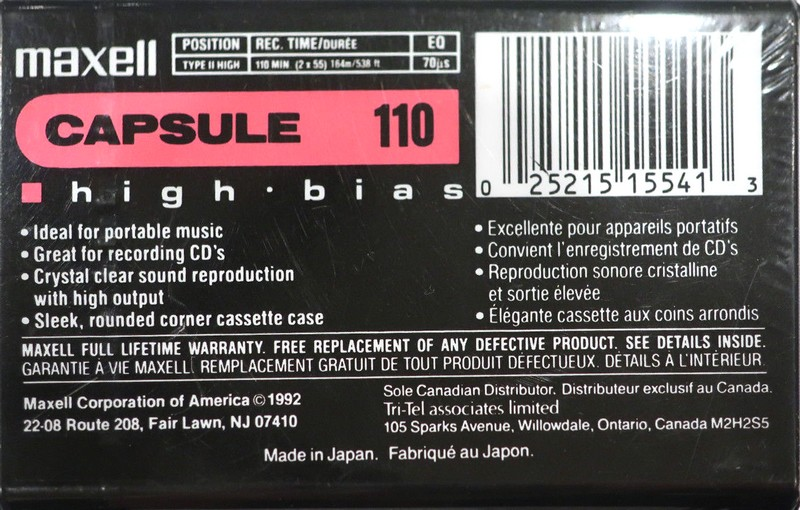 maxell
POSITION REC. TIME/DURÉE EQ
TYPE II HIGH 110 MIN (2 x 55) 164m/538 ft 70µs
CAPSULE 110
high·bias
0 25215 15541 3
• Ideal for portable music
• Great for recording CD's
• Crystal clear sound reproduction
with high output
• Sleek, rounded corner cassette case
• Excellente pour appareils portatifs
• Convient l'enregistrement de CD's
• Reproduction sonore cristalline
et sortie élevée
• Élégante cassette aux coins arrondis
MAXELL FULL LIFETIME WARRANTY. FREE REPLACEMENT OF ANY DEFECTIVE PRODUCT. SEE DETAILS INSIDE.
GARANTIE À VIE MAXELL. REMPLACEMENT GRATUIT DE TOUT PRODUIT DÉFECTUEUX. DÉTAILS À L'INTÉRIEUR.
Maxell Corporation of America © 1992
22-08 Route 208, Fair Lawn, NJ 07410
Sole Canadian Distributor. Distributeur exclusif au Canada.
Tri-Tel associates limited
105 Sparks Avenue, Willowdale, Ontario, Canada M2H2S5
Made in Japan. Fabriqué au Japon.